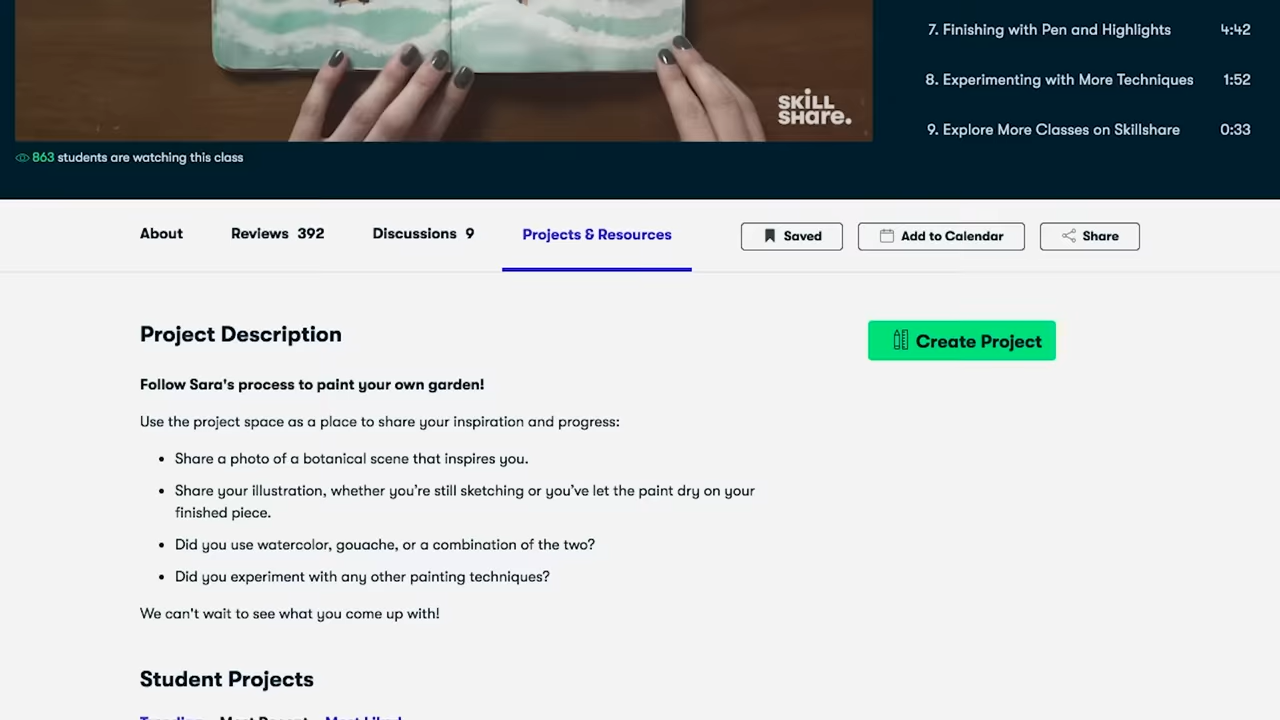 7. Finishing with Pen and Highlights 4:42
8. Experimenting with More Techniques 1:52
SKILL
SHARE.
9. Explore More Classes on Skillshare 0:33
863 students are watching this class
About Reviews 392 Discussions 9 Projects & Resources Saved Add to Calendar Share
Project Description
Create Project
Follow Sara's process to paint your own garden!
Use the project space as a place to share your inspiration and progress:
• Share a photo of a botanical scene that inspires you.
• Share your illustration, whether you’re still sketching or you’ve let the paint dry on your
finished piece.
• Did you use watercolor, gouache, or a combination of the two?
• Did you experiment with any other painting techniques?
We can't wait to see what you come up with!
Student Projects
Trending Most Recent Most Liked